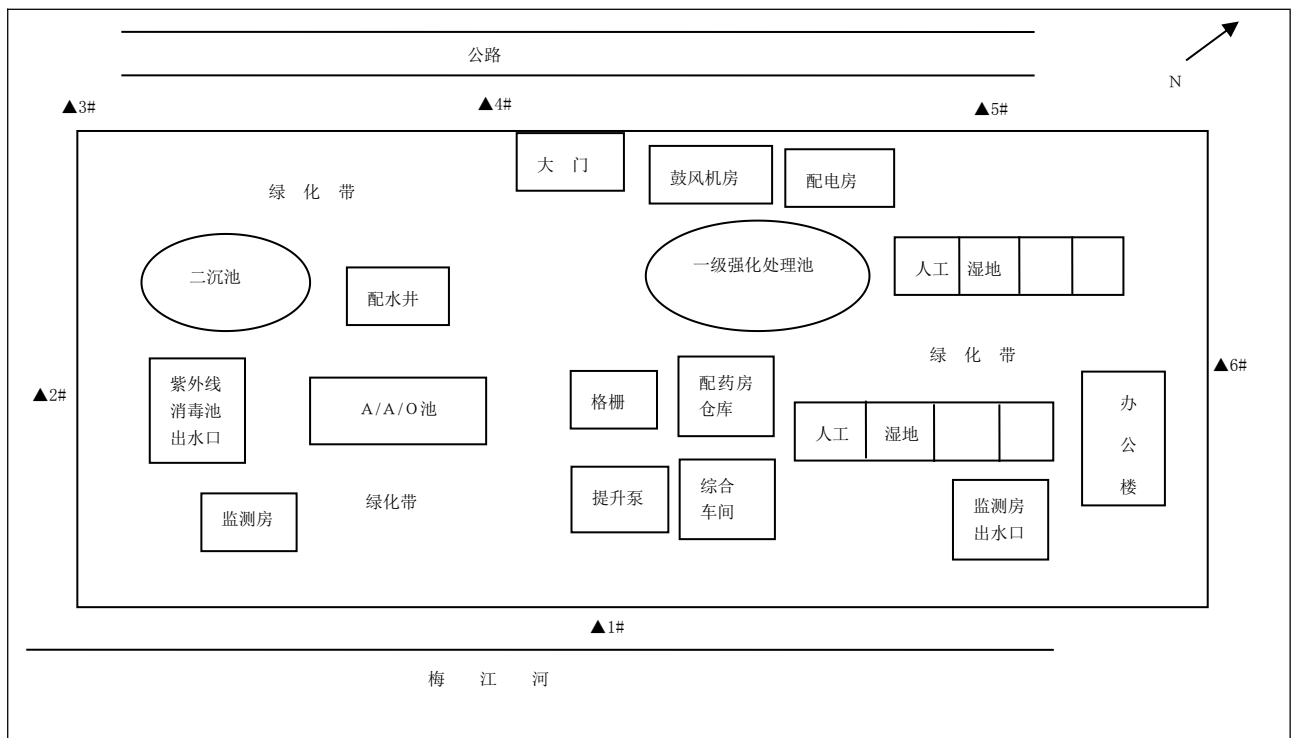 公路
N
▲3#
▲4#
▲5#
大 门
鼓风机房
配电房
绿 化 带
二沉池
配水井
一级强化处理池
人工 湿地
绿 化 带
▲2#
▲6#
紫外线
消毒池
出水口
A/A/O池
格栅
配药房
仓库
人工 湿地
办
公
楼
监测房
绿化带
提升泵
综合
车间
监测房
出水口
▲1#
梅 江 河